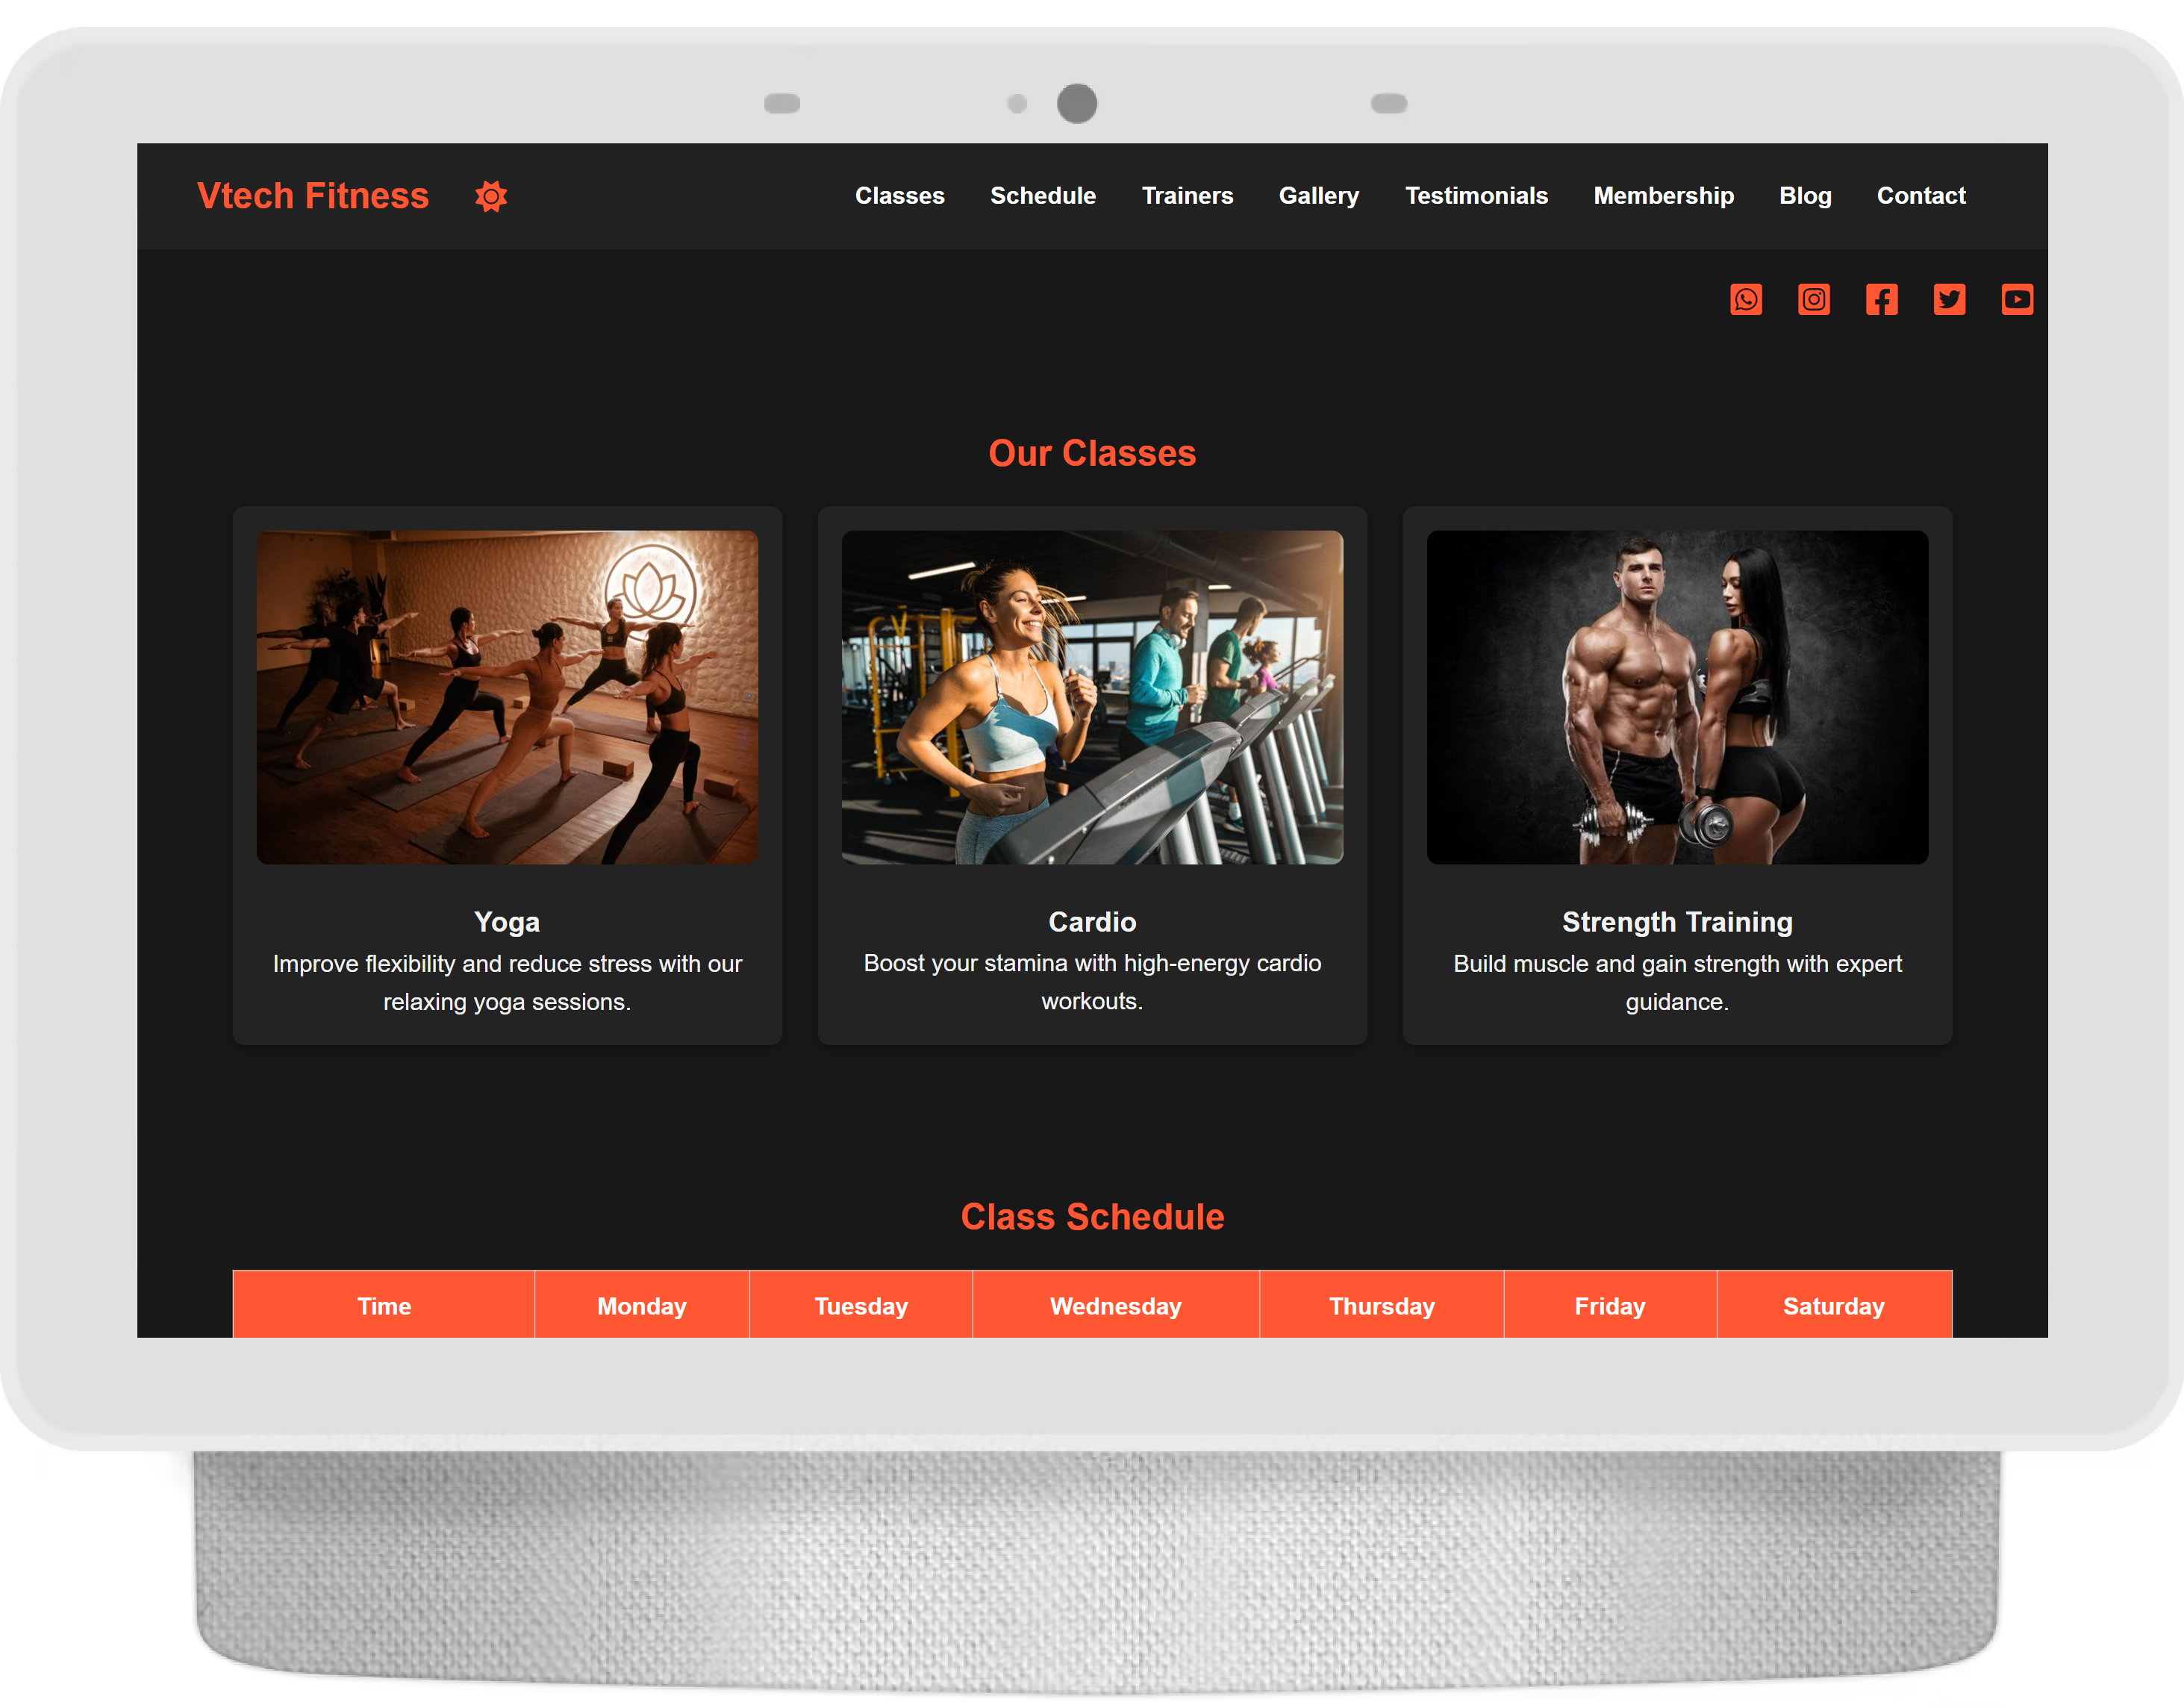 Vtech Fitness
Classes Schedule Trainers Gallery Testimonials Membership Blog Contact
Our Classes
Yoga
Improve flexibility and reduce stress with our
relaxing yoga sessions.
Cardio
Boost your stamina with high-energy cardio
workouts.
Strength Training
Build muscle and gain strength with expert
guidance.
Class Schedule
Time Monday Tuesday Wednesday Thursday Friday Saturday